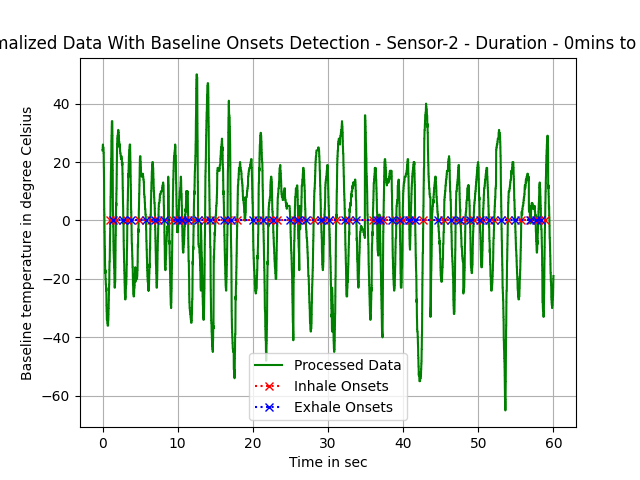 Data With Baseline Onsets Detection - Sensor-2 - Duration - 0mins to
Baseline temperature in degree Celsius
40
20
0
−20
−40
−60
0 10 20 30 40 50 60
Time in sec
Processed Data
Inhale Onsets
Exhale Onsets